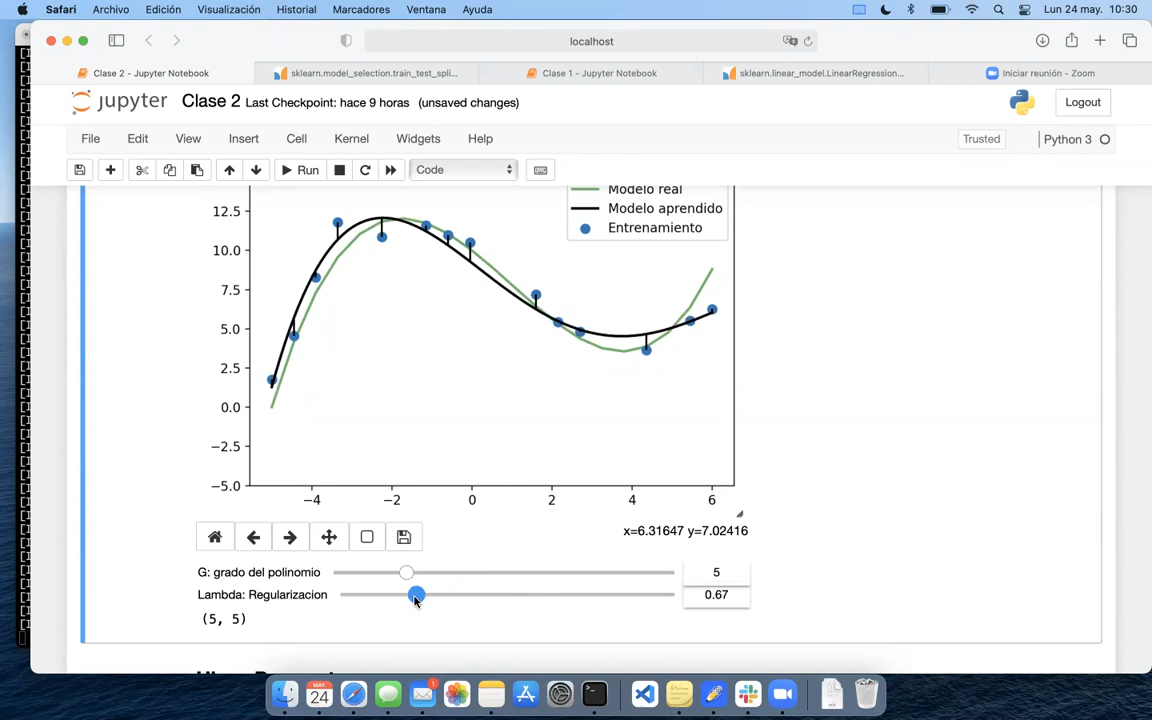 Safari Archivo Edición Visualización Historial Marcadores Ventana Ayuda Lun 24 may. 10:30
localhost
Clase 2 - Jupyter Notebook sklearn.model_selection.train_test_spli... Clase 1 - Jupyter Notebook sklearn.linear_model.LinearRegression... Iniciar reunión - Zoom
jupyter Clase 2 Last Checkpoint: hace 9 horas (unsaved changes) Logout
File Edit View Insert Cell Kernel Widgets Help Trusted Python 3
Run Code
Modelo real
12.5 Modelo aprendido
Entrenamiento
10.0
7.5
5.0
2.5
0.0
−2.5
−5.0
−4 −2 0 2 4 6
x=6.31647 y=7.02416
G: grado del polinomio 5
Lambda: Regularizacion 0.67
(5, 5)
MAY. 24 1